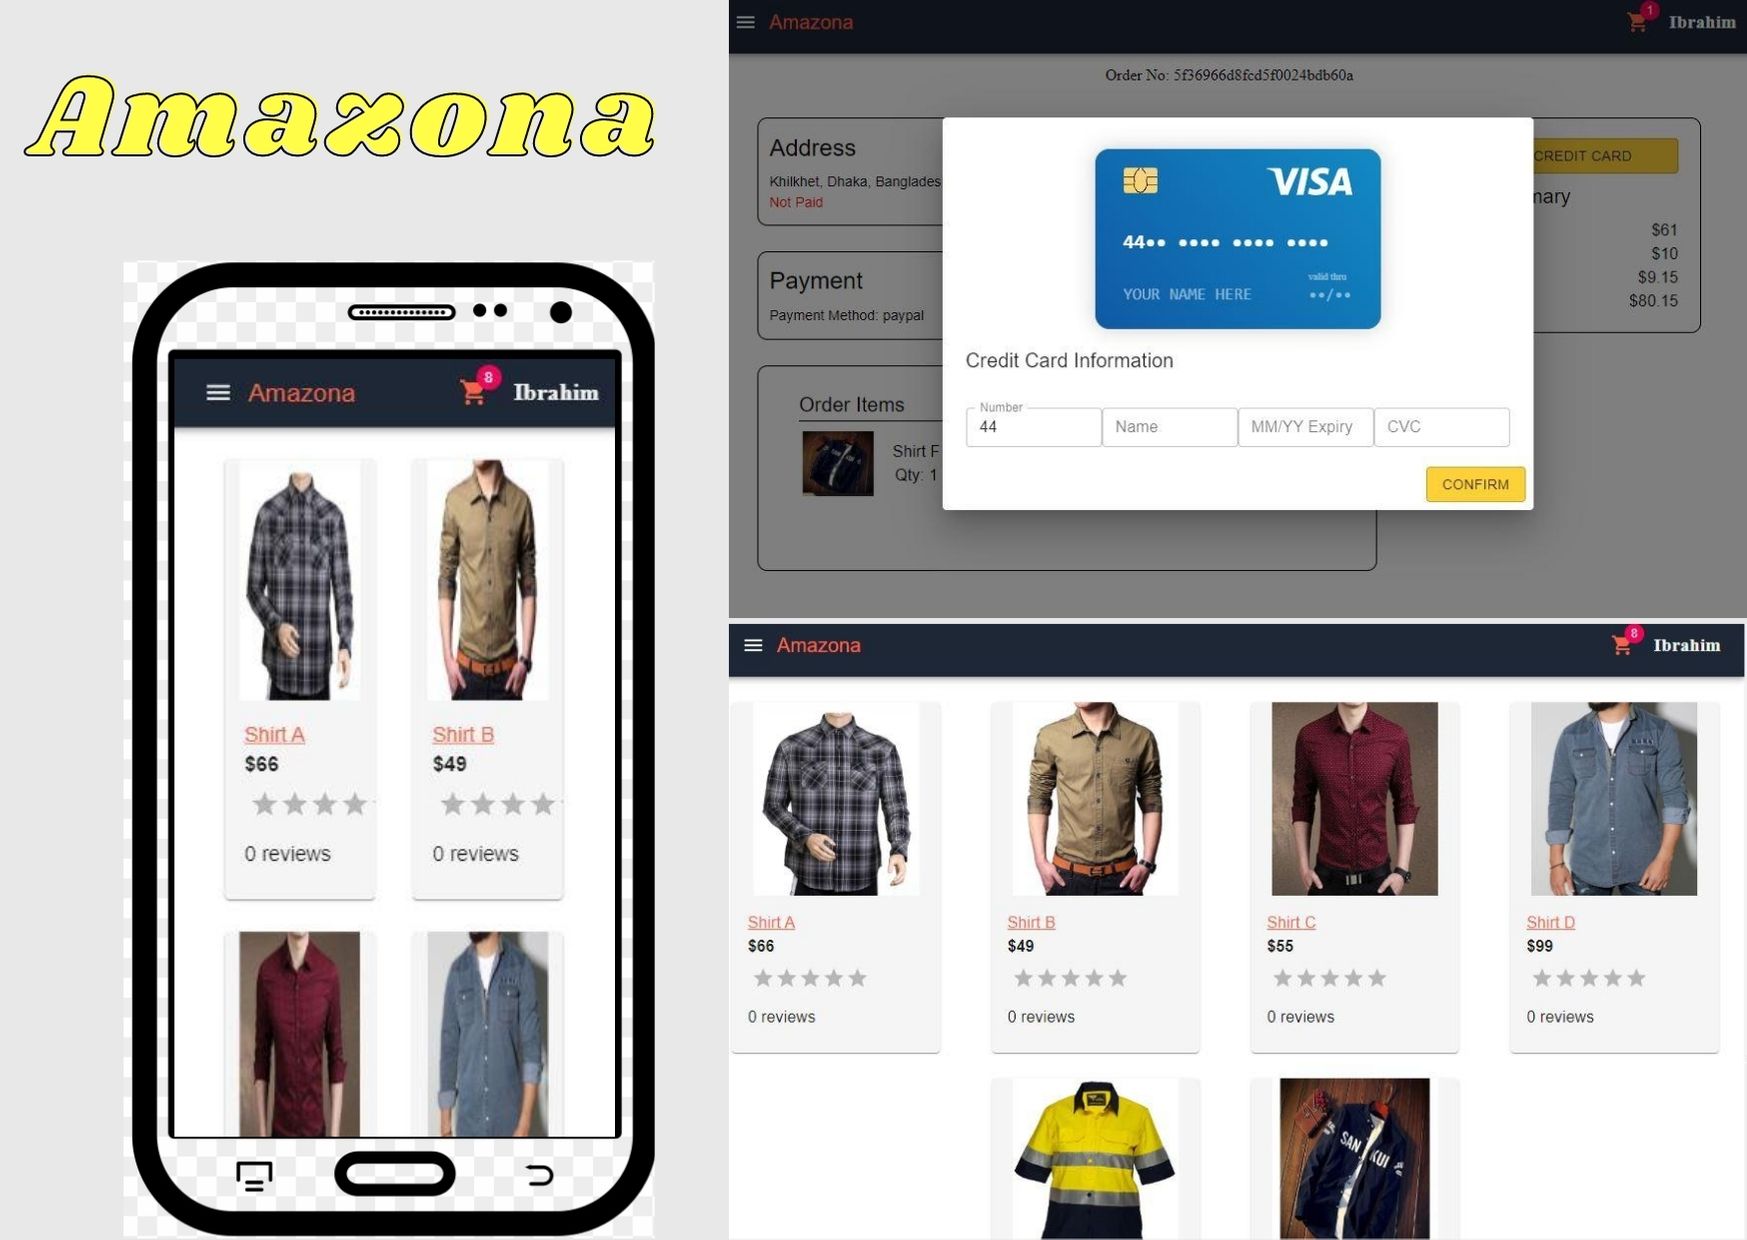 Amazona
Amazona
8
Ibrahim
Shirt A
$66
0 reviews
Shirt B
$49
0 reviews
Amazona
1
Ibrahim
Order No: 5f36966d8fcd5f0024bdb60a
Address
Khilkhet, Dhaka, Banglades
Not Paid
Payment
Payment Method: paypal
Order Items
Shirt F
Qty: 1
VISA
44•• •••• •••• ••••
valid thru
YOUR NAME HERE
••/••
Credit Card Information
Number
44
Name
MM/YY Expiry
CVC
CONFIRM
CREDIT CARD
mary
$61
$10
$9.15
$80.15
Amazona
8
Ibrahim
Shirt A
$66
0 reviews
Shirt B
$49
0 reviews
Shirt C
$55
0 reviews
Shirt D
$99
0 reviews
SAN
KUI